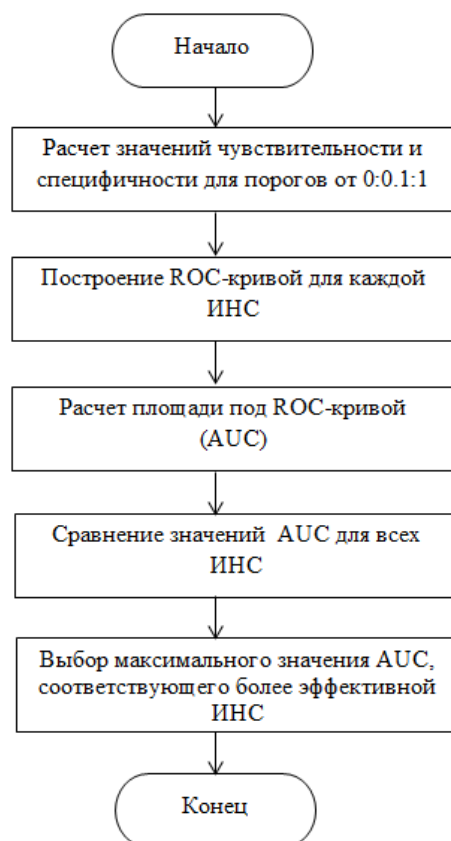 Начало
Расчет значений чувствительности и
специфичности для порогов от 0:0.1:1
Построение ROC-кривой для каждой
ИНС
Расчет площади под ROC-кривой
(AUC)
Сравнение значений AUC для всех
ИНС
Выбор максимального значения AUC,
соответствующего более эффективной
ИНС
Конец